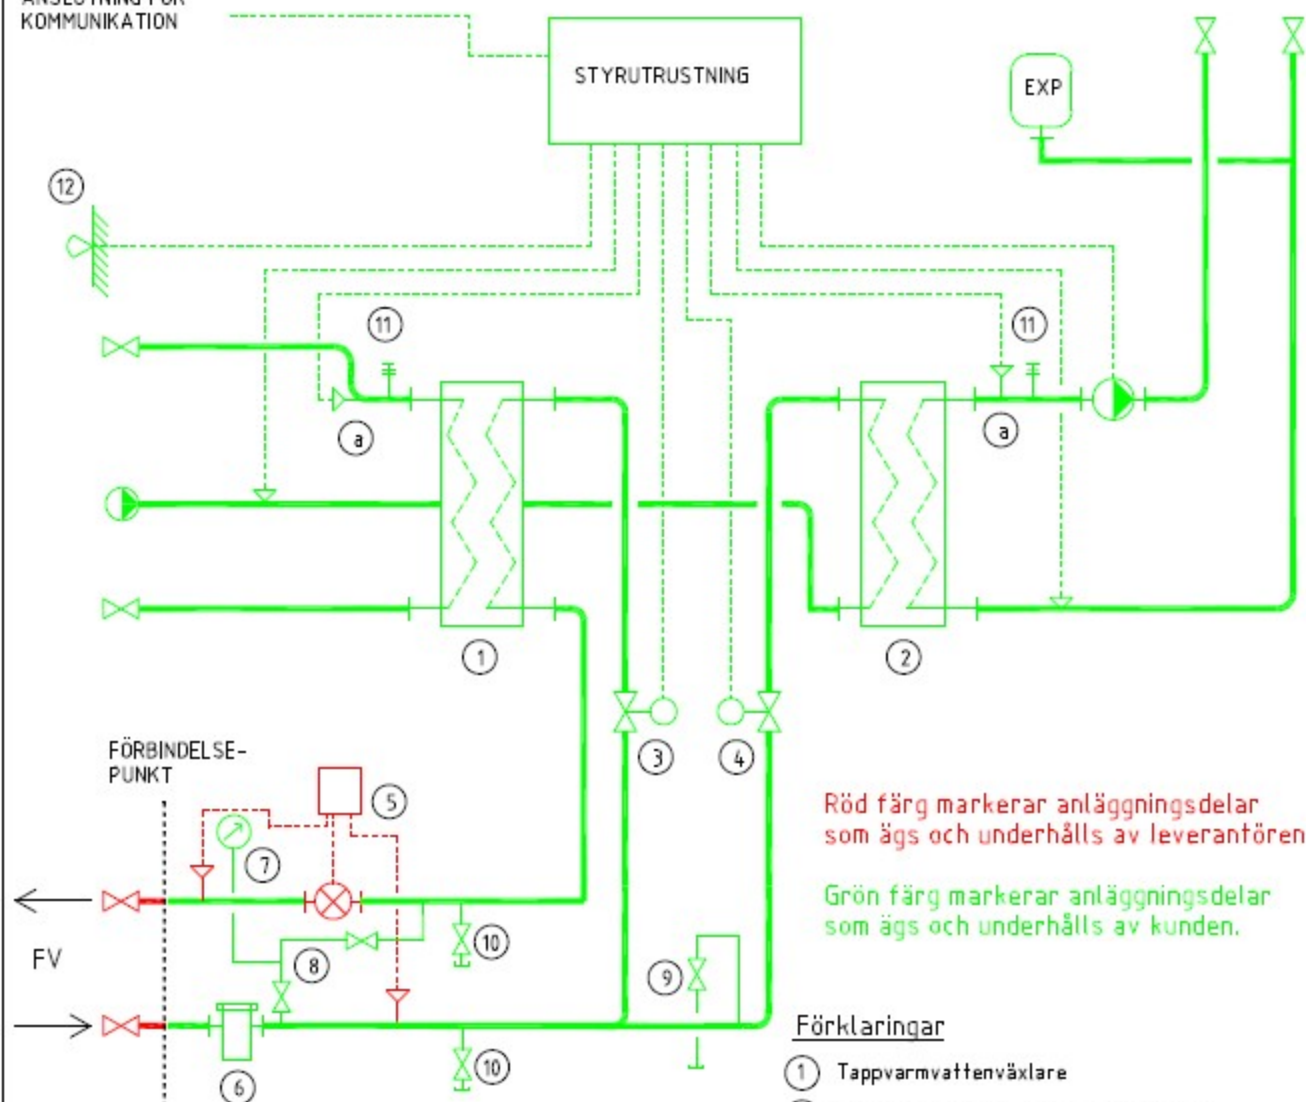 KOMMUNIKATION
STYRUTRUSTNING
EXP
12
11
11
a
a
1
2
3
4
FÖRBINDELSE-
PUNKT
5
7
Röd färg markerar anläggningsdelar
som ägs och underhålls av leverantören
Grön färg markerar anläggningsdelar
som ägs och underhålls av kunden.
FV
8
10
9
6
10
Förklaringar
1 Tappvarmvattenväxlare